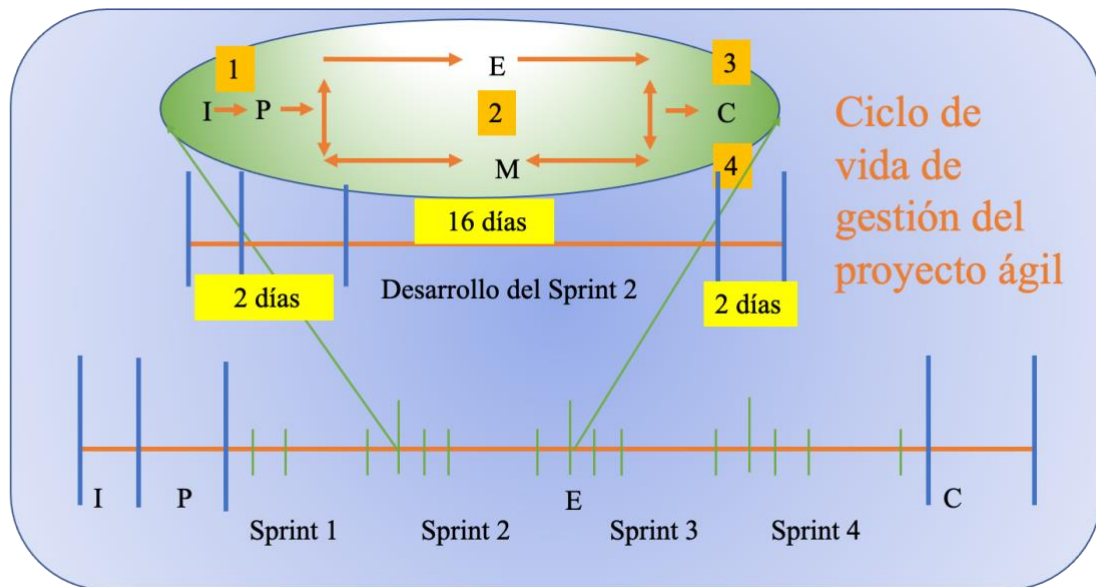 1
E
3
I
P
2
C
M
4
Ciclo de
vida de
gestión del
proyecto ágil
16 días
2 días
Desarrollo del Sprint 2
2 días
I
P
E
C
Sprint 1
Sprint 2
Sprint 3
Sprint 4